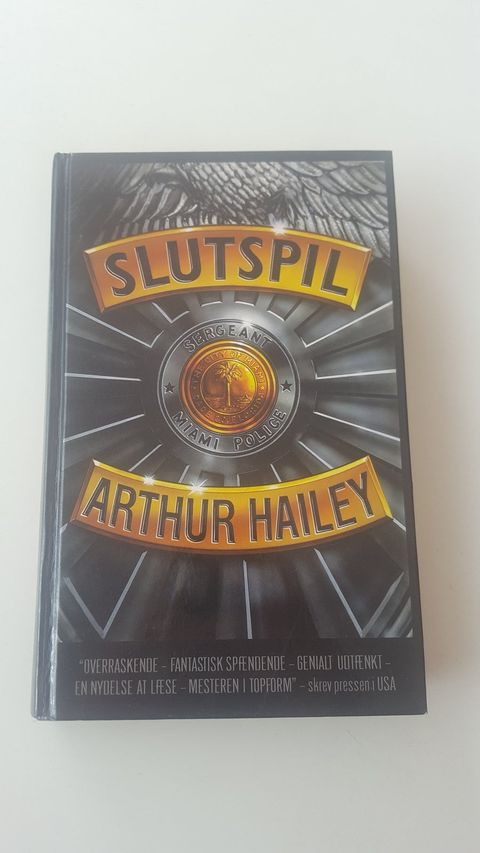 SLUTSPIL
SERGEANT
MIAMI POLICE
ARTHUR HAILEY
"OVERRASKENDE – FANTASTISK SPÆNDENDE – GENIALT UDTÆNKT –
EN NYDELSE AT LÆSE – MESTEREN I TOPFORM" – skrev pressen i USA